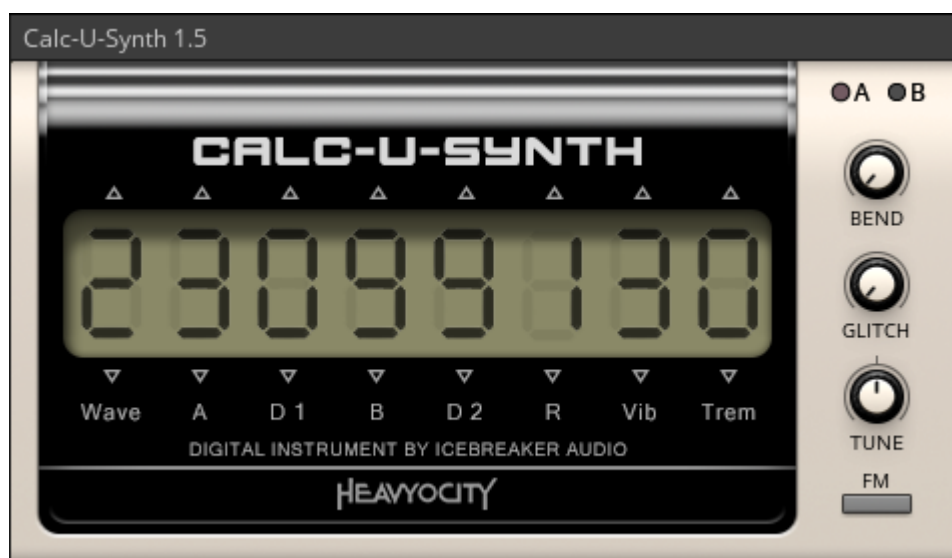 Calc-U-Synth 1.5
A B
CALC-U-SYNTH
BEND
23099130
GLITCH
Wave A D 1 B D 2 R Vib Trem
TUNE
DIGITAL INSTRUMENT BY ICEBREAKER AUDIO
FM
HEAVYOCITY